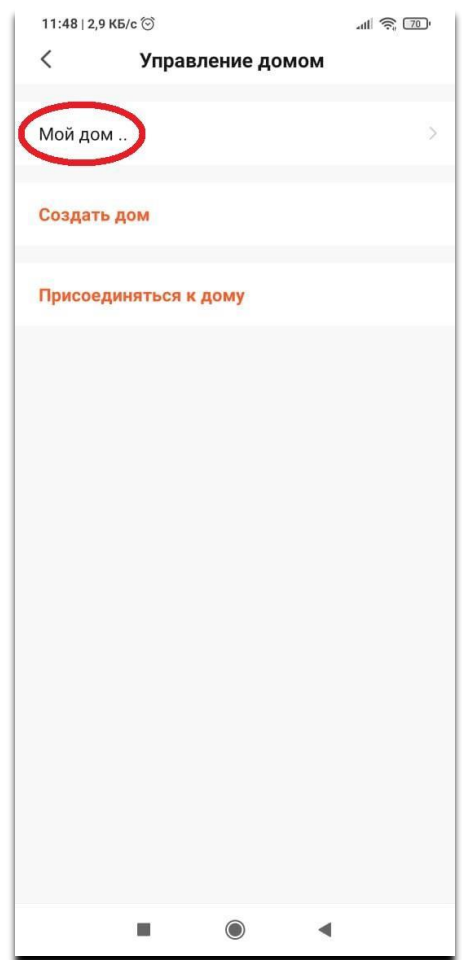 11:48 | 2,9 КБ/с
70
Управление домом
Мой дом ..
Создать дом
Присоединяться к дому